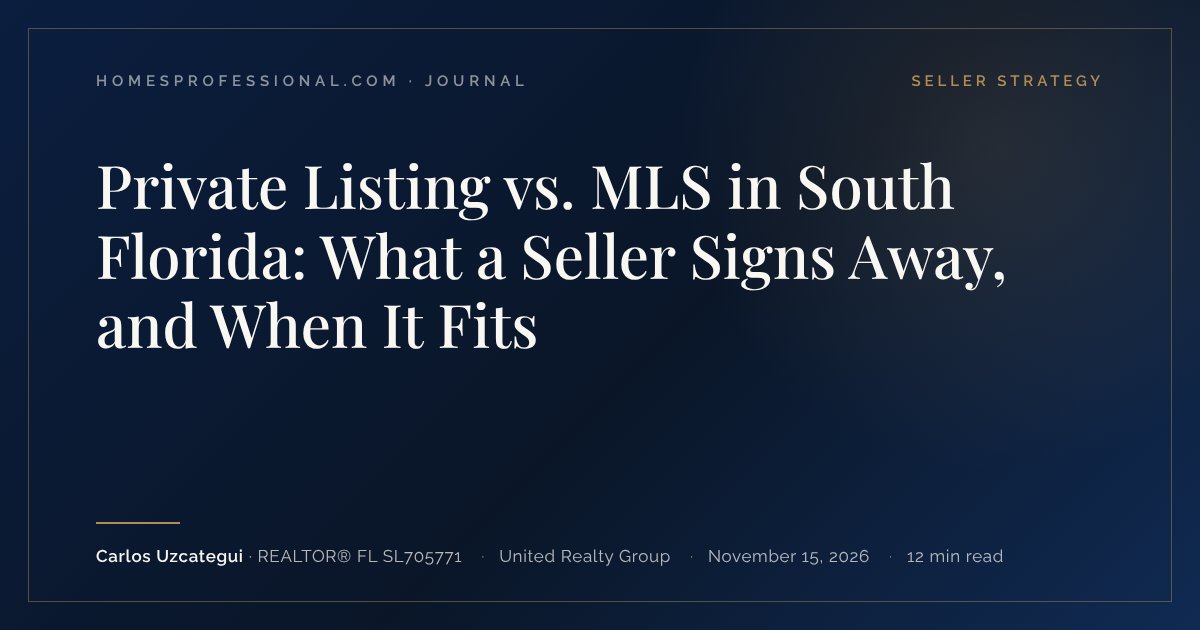 HOMESPROFESSIONAL.COM · JOURNAL
SELLER STRATEGY
Private Listing vs. MLS in South
Florida: What a Seller Signs Away,
and When It Fits
Carlos Uzcategui · REALTOR® FL SL705771 · United Realty Group · November 15, 2026 · 12 min read